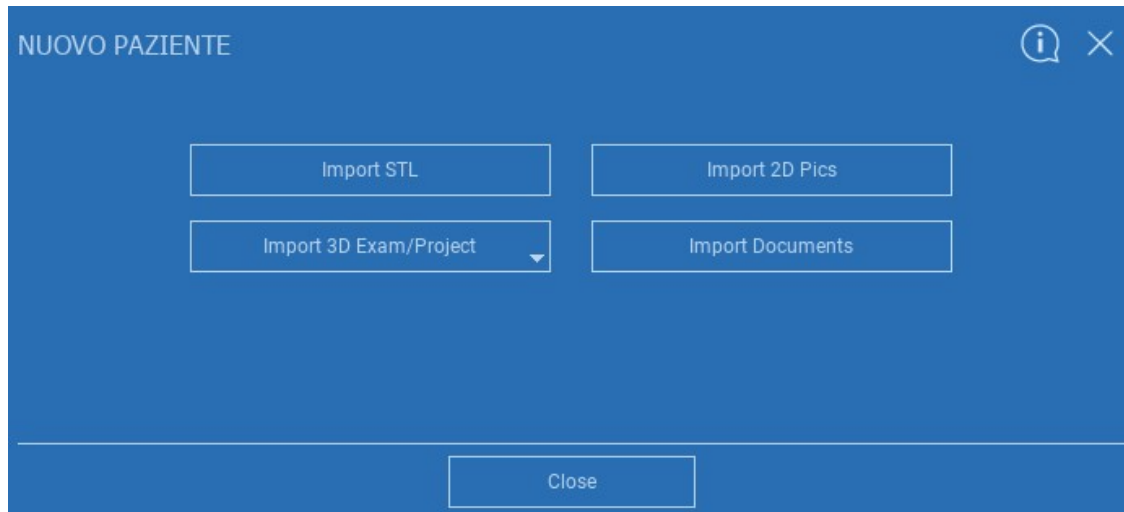 NUOVO PAZIENTE
Import STL
Import 2D Pics
Import 3D Exam/Project
Import Documents
Close